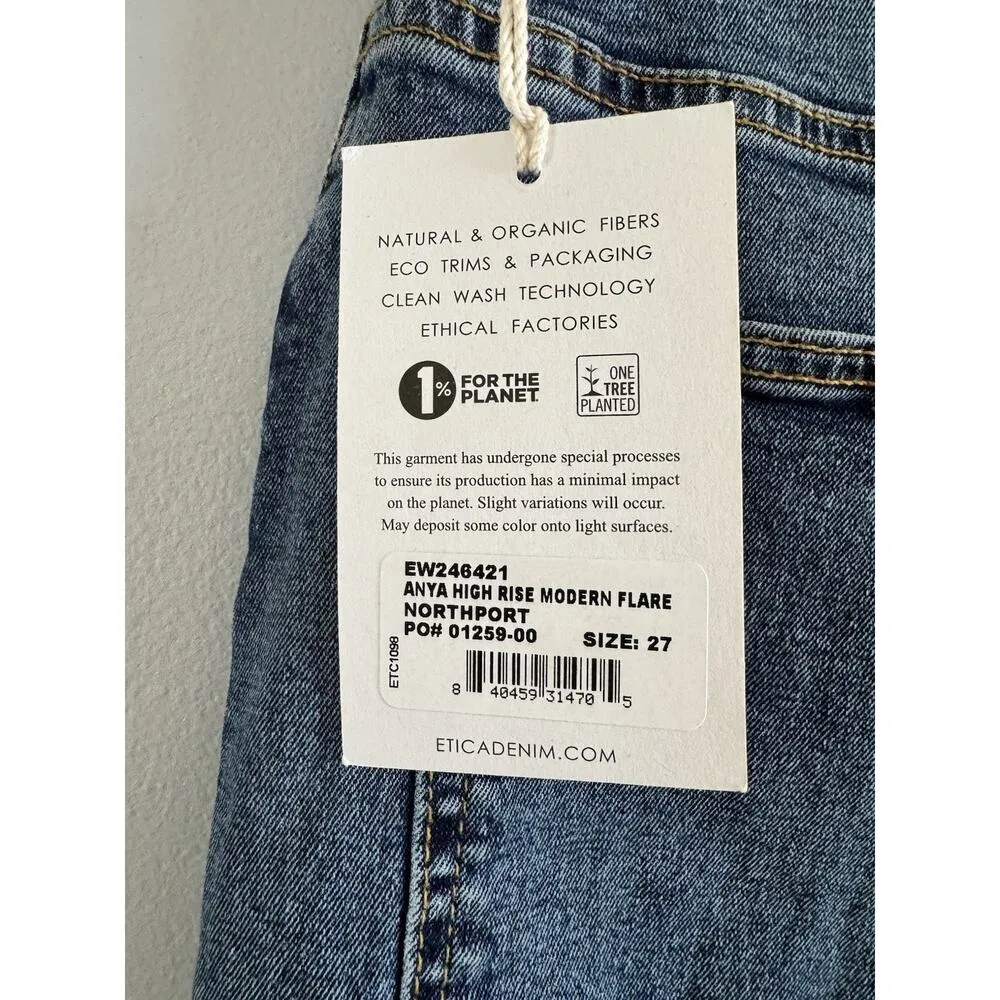 NATURAL & ORGANIC FIBERS
ECO TRIMS & PACKAGING
CLEAN WASH TECHNOLOGY
ETHICAL FACTORIES
1% FOR THE
PLANET
ONE
TREE
PLANTED
This garment has undergone special processes
to ensure its production has a minimal impact
on the planet. Slight variations will occur.
May deposit some color onto light surfaces.
EW246421
ANYA HIGH RISE MODERN FLARE
NORTHPORT
PO# 01259-00 SIZE: 27
ETC1098
8 40459 31470 5
ETICADENIM.COM